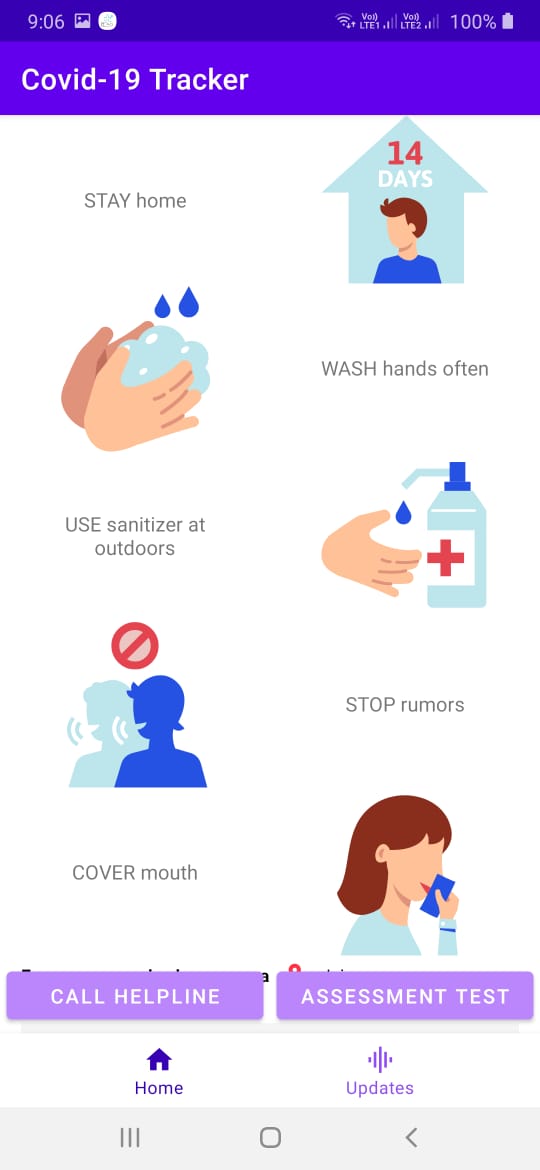 9:06
Vo)) LTE1 Vo)) LTE2 100%
Covid-19 Tracker
14
DAYS
STAY home
WASH hands often
USE sanitizer at
outdoors
STOP rumors
COVER mouth
CALL HELPLINE
ASSESSMENT TEST
Home
Updates